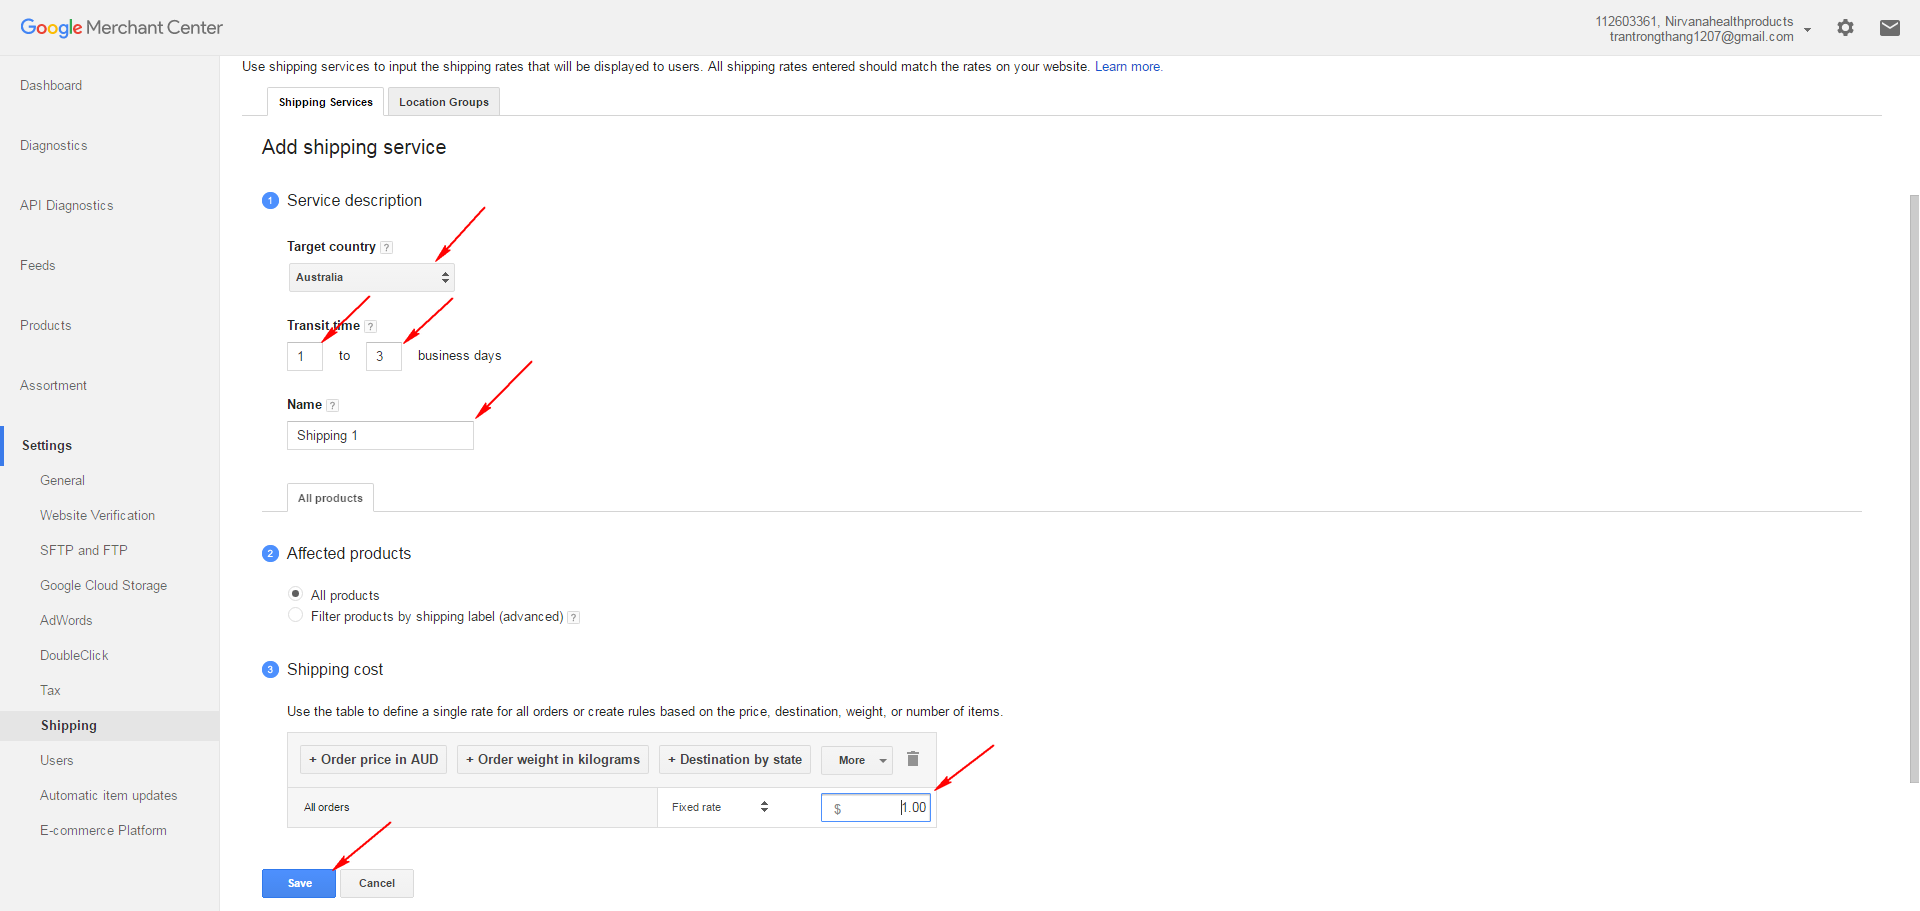 Google Merchant Center
112603361, Nirvanahealthproducts
trantrongthang1207@gmail.com
Dashboard
Diagnostics
API Diagnostics
Feeds
Products
Assortment
Settings
General
Website Verification
SFTP and FTP
Google Cloud Storage
AdWords
DoubleClick
Tax
Shipping
Users
Automatic item updates
E-commerce Platform
Use shipping services to input the shipping rates that will be displayed to users. All shipping rates entered should match the rates on your website. Learn more.
Shipping Services Location Groups
Add shipping service
1 Service description
Target country ?
Australia
Transit time ?
1 to 3 business days
Name ?
Shipping 1
All products
2 Affected products
All products
Filter products by shipping label (advanced) ?
3 Shipping cost
Use the table to define a single rate for all orders or create rules based on the price, destination, weight, or number of items.
+ Order price in AUD + Order weight in kilograms + Destination by state More
All orders Fixed rate $ 1.00
Save Cancel